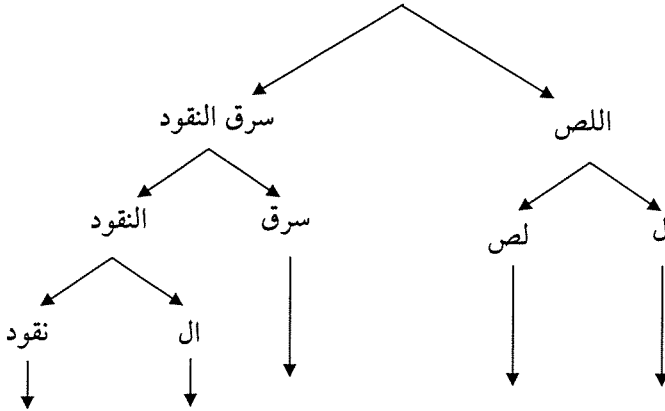 اللص سرق النقود
ل لص سرق النقود
ال نقود